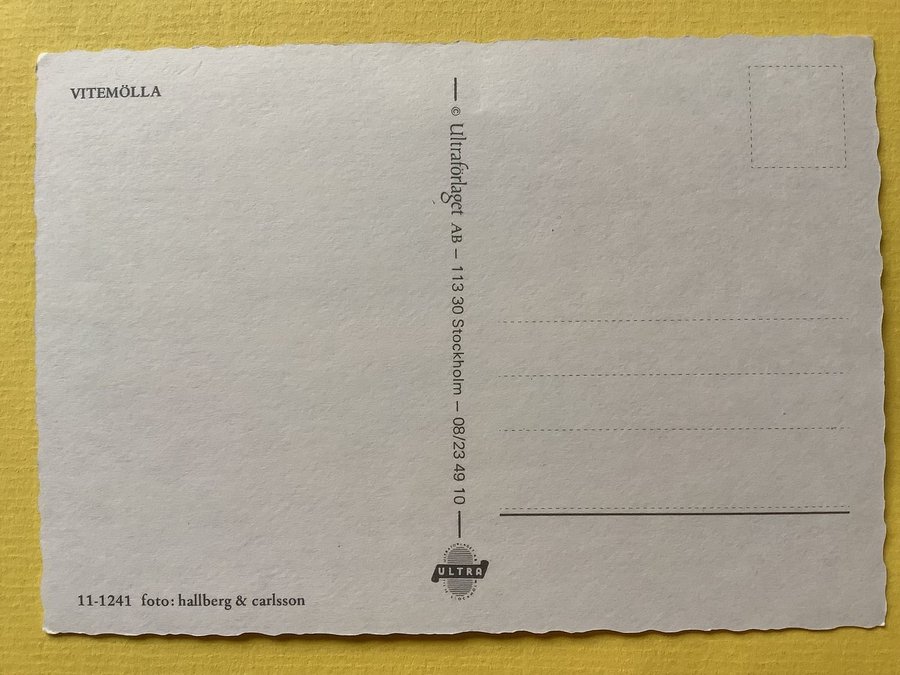 VITEMÖLLA
© Ultraförlaget AB – 113 30 Stockholm – 08/23 49 10
ULTRA
11-1241 foto: hallberg & carlsson